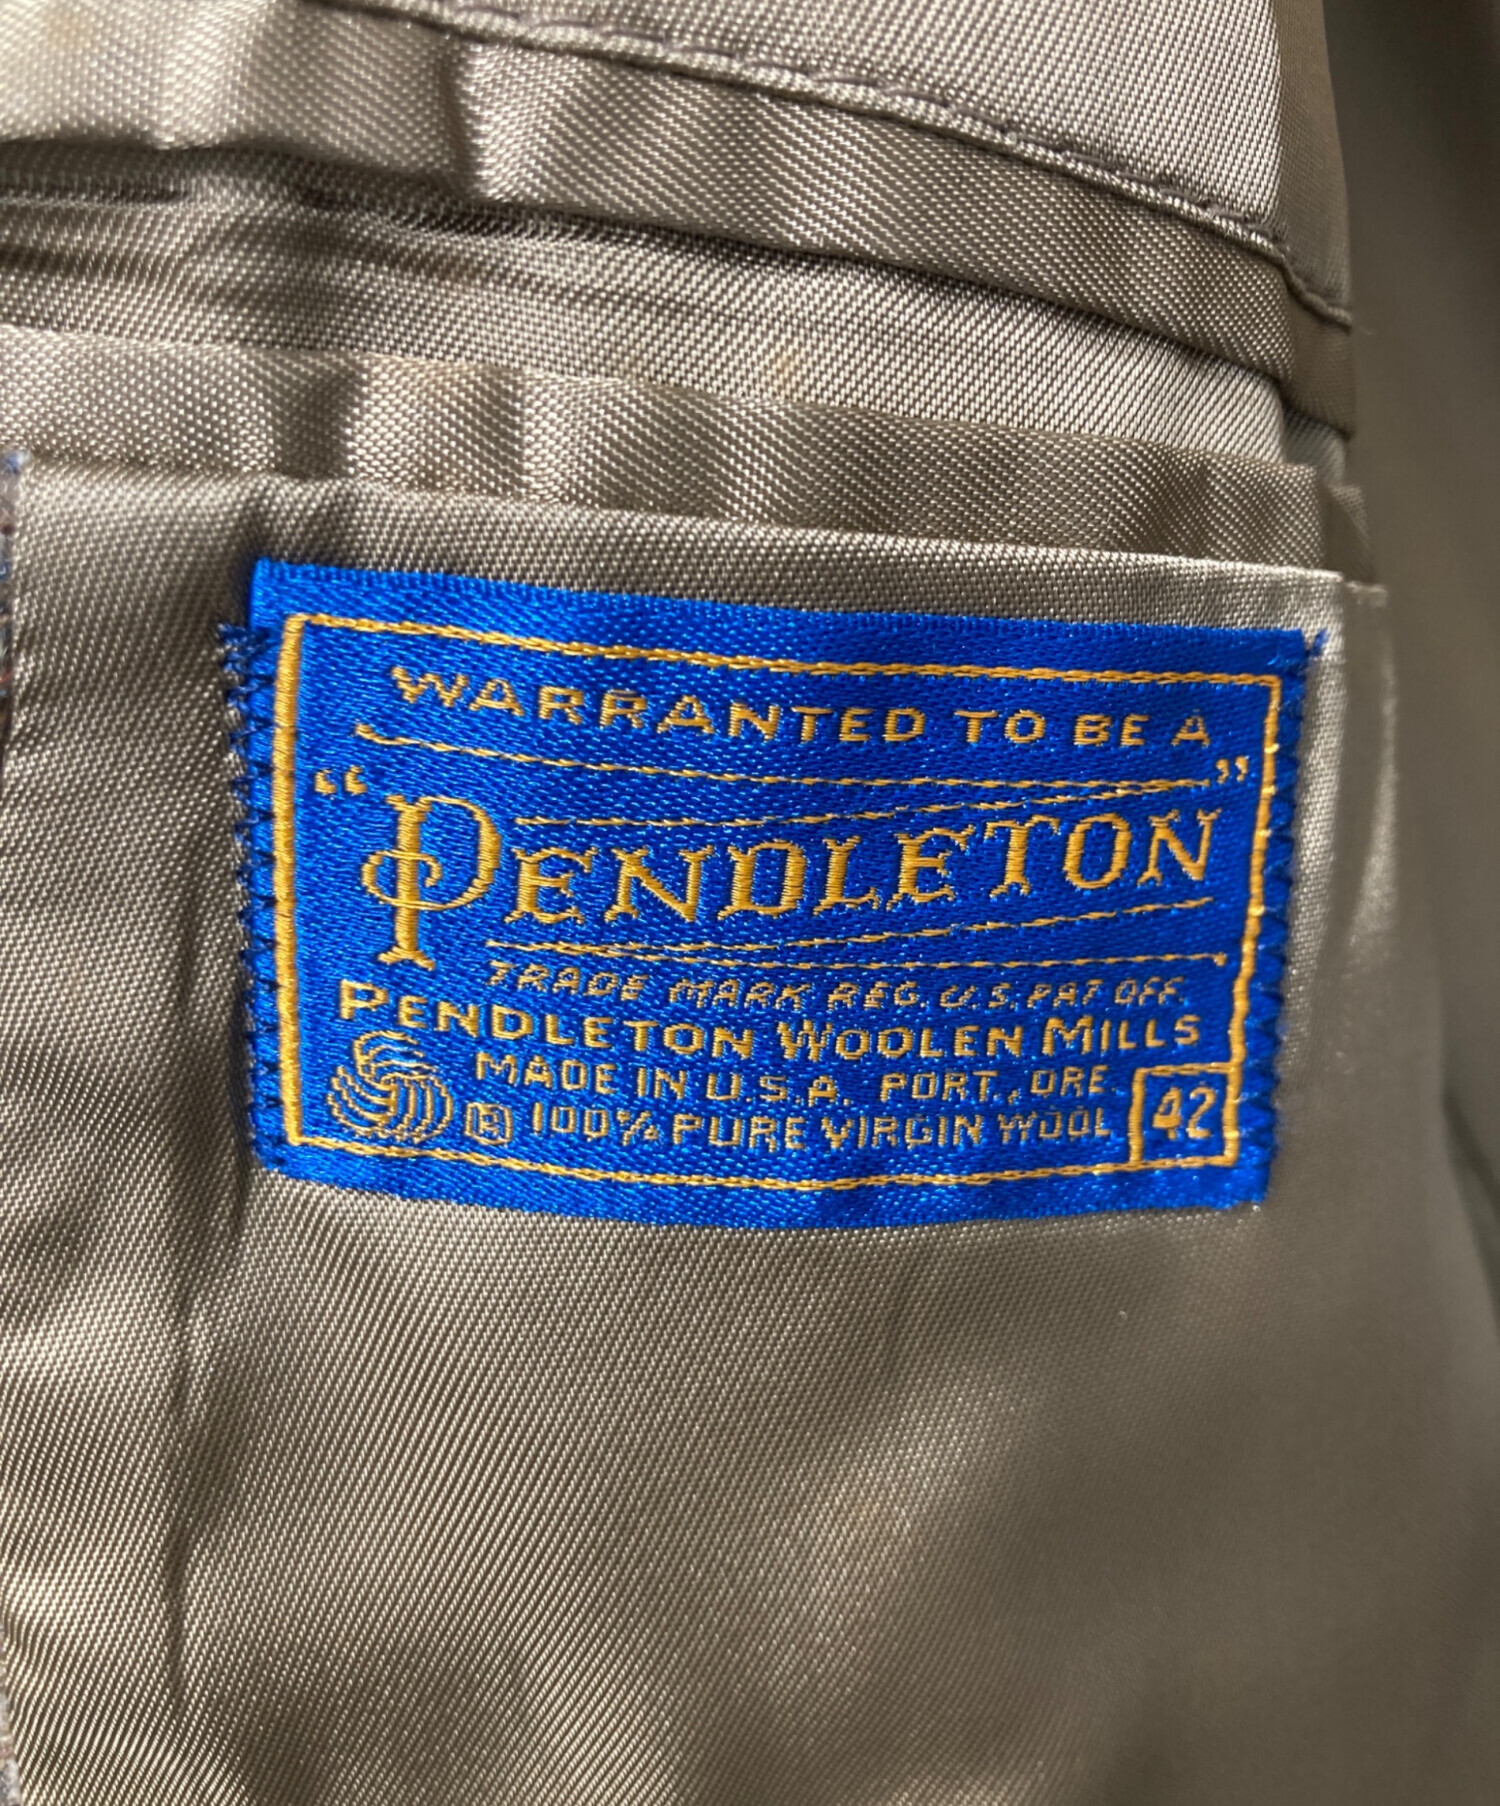 WARRANTED TO BE A
“PENDLETON”
TRADE MARK REG. U.S. PAT OFF.
PENDLETON WOOLEN MILLS
MADE IN U.S.A. PORT., ORE.
® 100% PURE VIRGIN WOOL 42